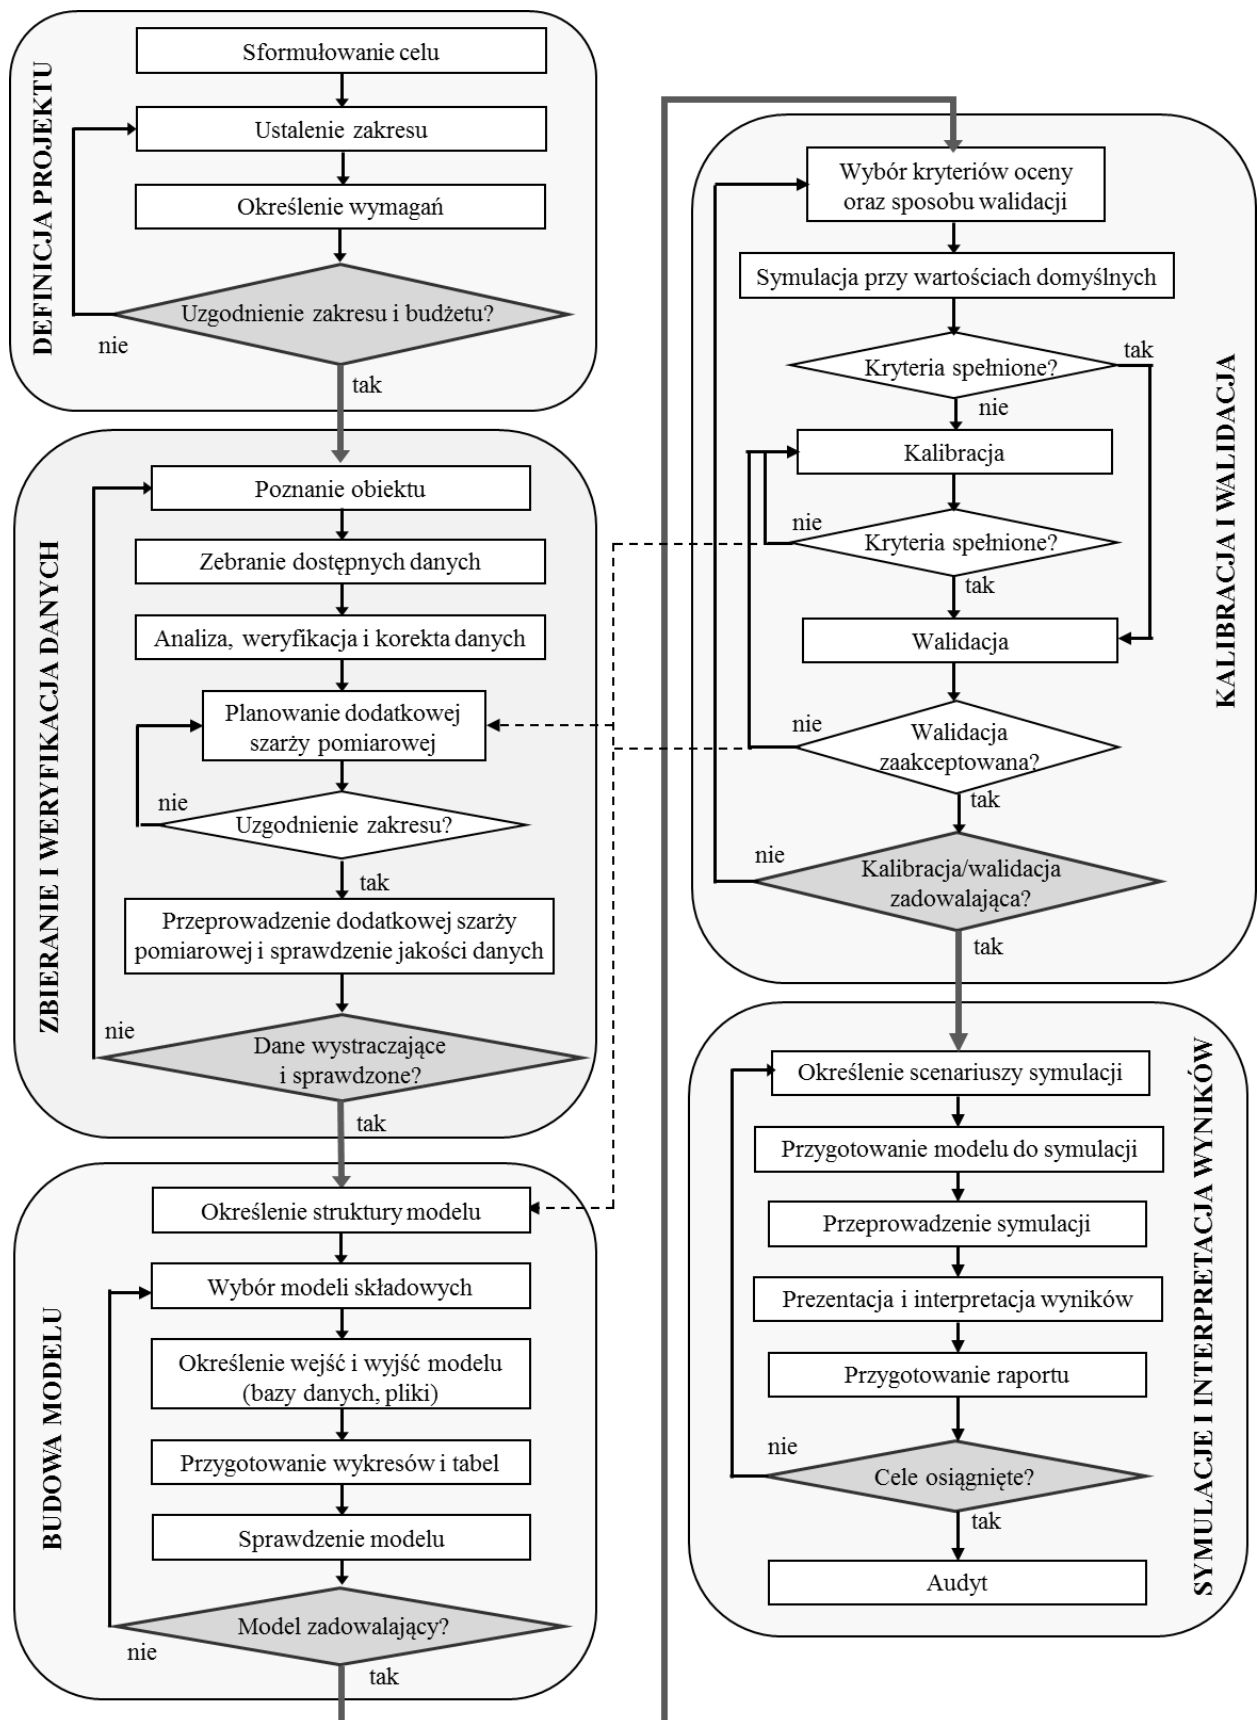 DEFINICJA PROJEKTU
Sformułowanie celu
Ustalenie zakresu
Określenie wymagań
Uzgodnienie zakresu i budżetu?
nie
tak
ZBIERANIE I WERYFIKACJA DANYCH
Poznanie obiektu
Zebranie dostępnych danych
Analiza, weryfikacja i korekta danych
Planowanie dodatkowej
szarży pomiarowej
nie
Uzgodnienie zakresu?
tak
Przeprowadzenie dodatkowej szarży
pomiarowej i sprawdzenie jakości danych
nie
Dane wystraczające
i sprawdzone?
tak
BUDOWA MODELU
Określenie struktury modelu
Wybór modeli składowych
Określenie wejść i wyjść modelu
(bazy danych, pliki)
Przygotowanie wykresów i tabel
Sprawdzenie modelu
Model zadowalający?
nie
tak
KALIBRACJA I WALIDACJA
Wybór kryteriów oceny
oraz sposobu walidacji
Symulacja przy wartościach domyślnych
tak
Kryteria spełnione?
nie
Kalibracja
nie
Kryteria spełnione?
tak
Walidacja
nie
Walidacja
zaakceptowana?
tak
nie
Kalibracja/walidacja
zadowalająca?
tak
SYMULACJE I INTERPRETACJA WYNIKÓW
Określenie scenariuszy symulacji
Przygotowanie modelu do symulacji
Przeprowadzenie symulacji
Prezentacja i interpretacja wyników
Przygotowanie raportu
nie
Cele osiągnięte?
tak
Audyt